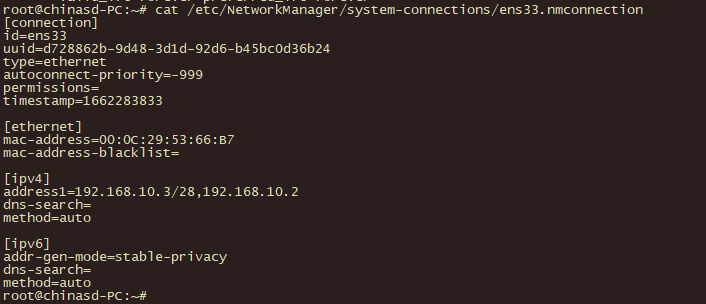 root@chinasd-PC:~# cat /etc/NetworkManager/system-connections/ens33.nmconnection
[connection]
id=ens33
uuid=d728862b-9d48-3d1d-92d6-b45bc0d36b24
type=ethernet
autoconnect-priority=-999
permissions=
timestamp=1662283833

[ethernet]
mac-address=00:0C:29:53:66:B7
mac-address-blacklist=

[ipv4]
address1=192.168.10.3/28,192.168.10.2
dns-search=
method=auto

[ipv6]
addr-gen-mode=stable-privacy
dns-search=
method=auto
root@chinasd-PC:~#